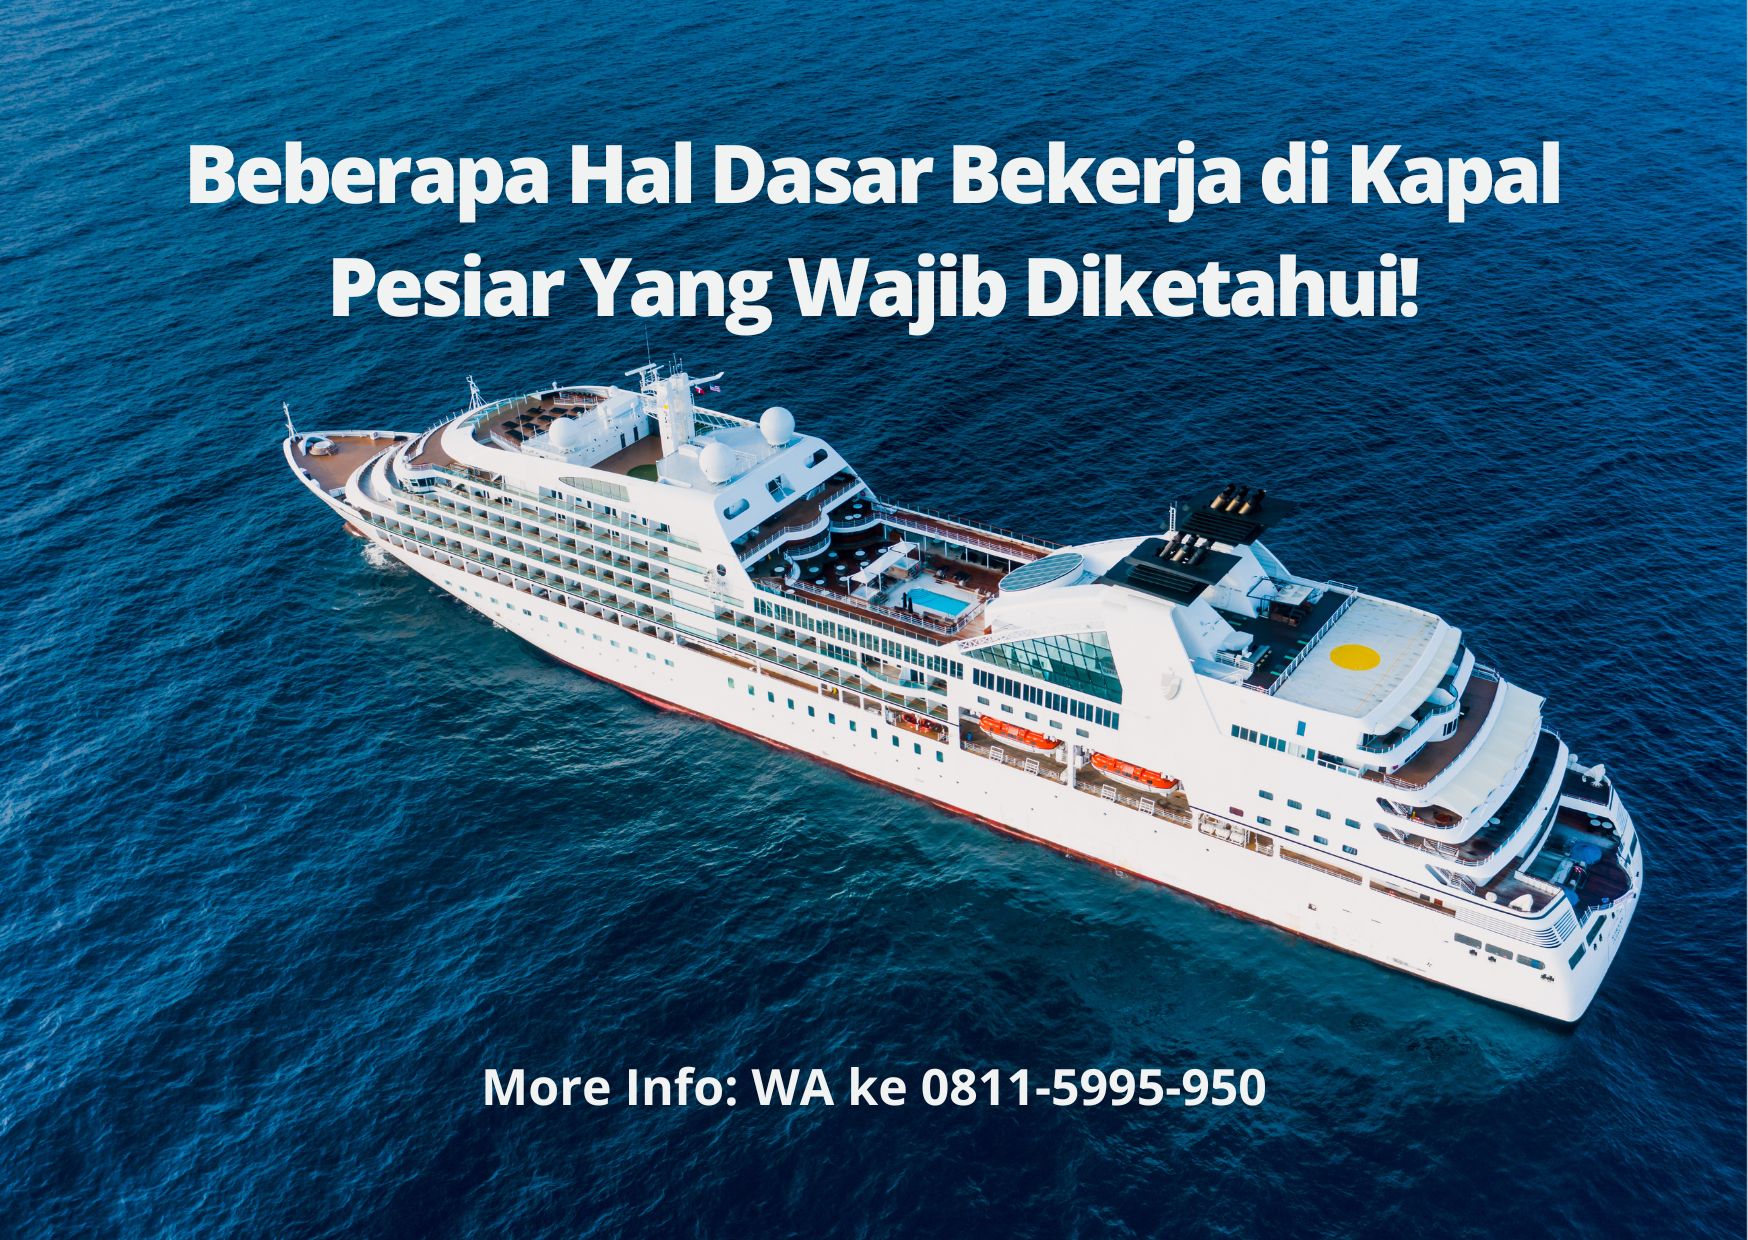 Beberapa Hal Dasar Bekerja di Kapal
Pesiar Yang Wajib Diketahui!
More Info: WA ke 0811-5995-950